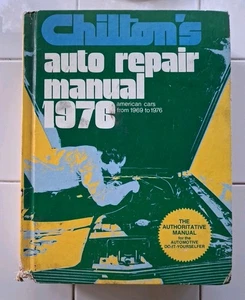 Chilton's
auto repair
manual
1976
american cars
from 1969 to 1976
THE
AUTHORITATIVE
MANUAL
for the
AUTOMOTIVE
DO-IT-YOURSELFER